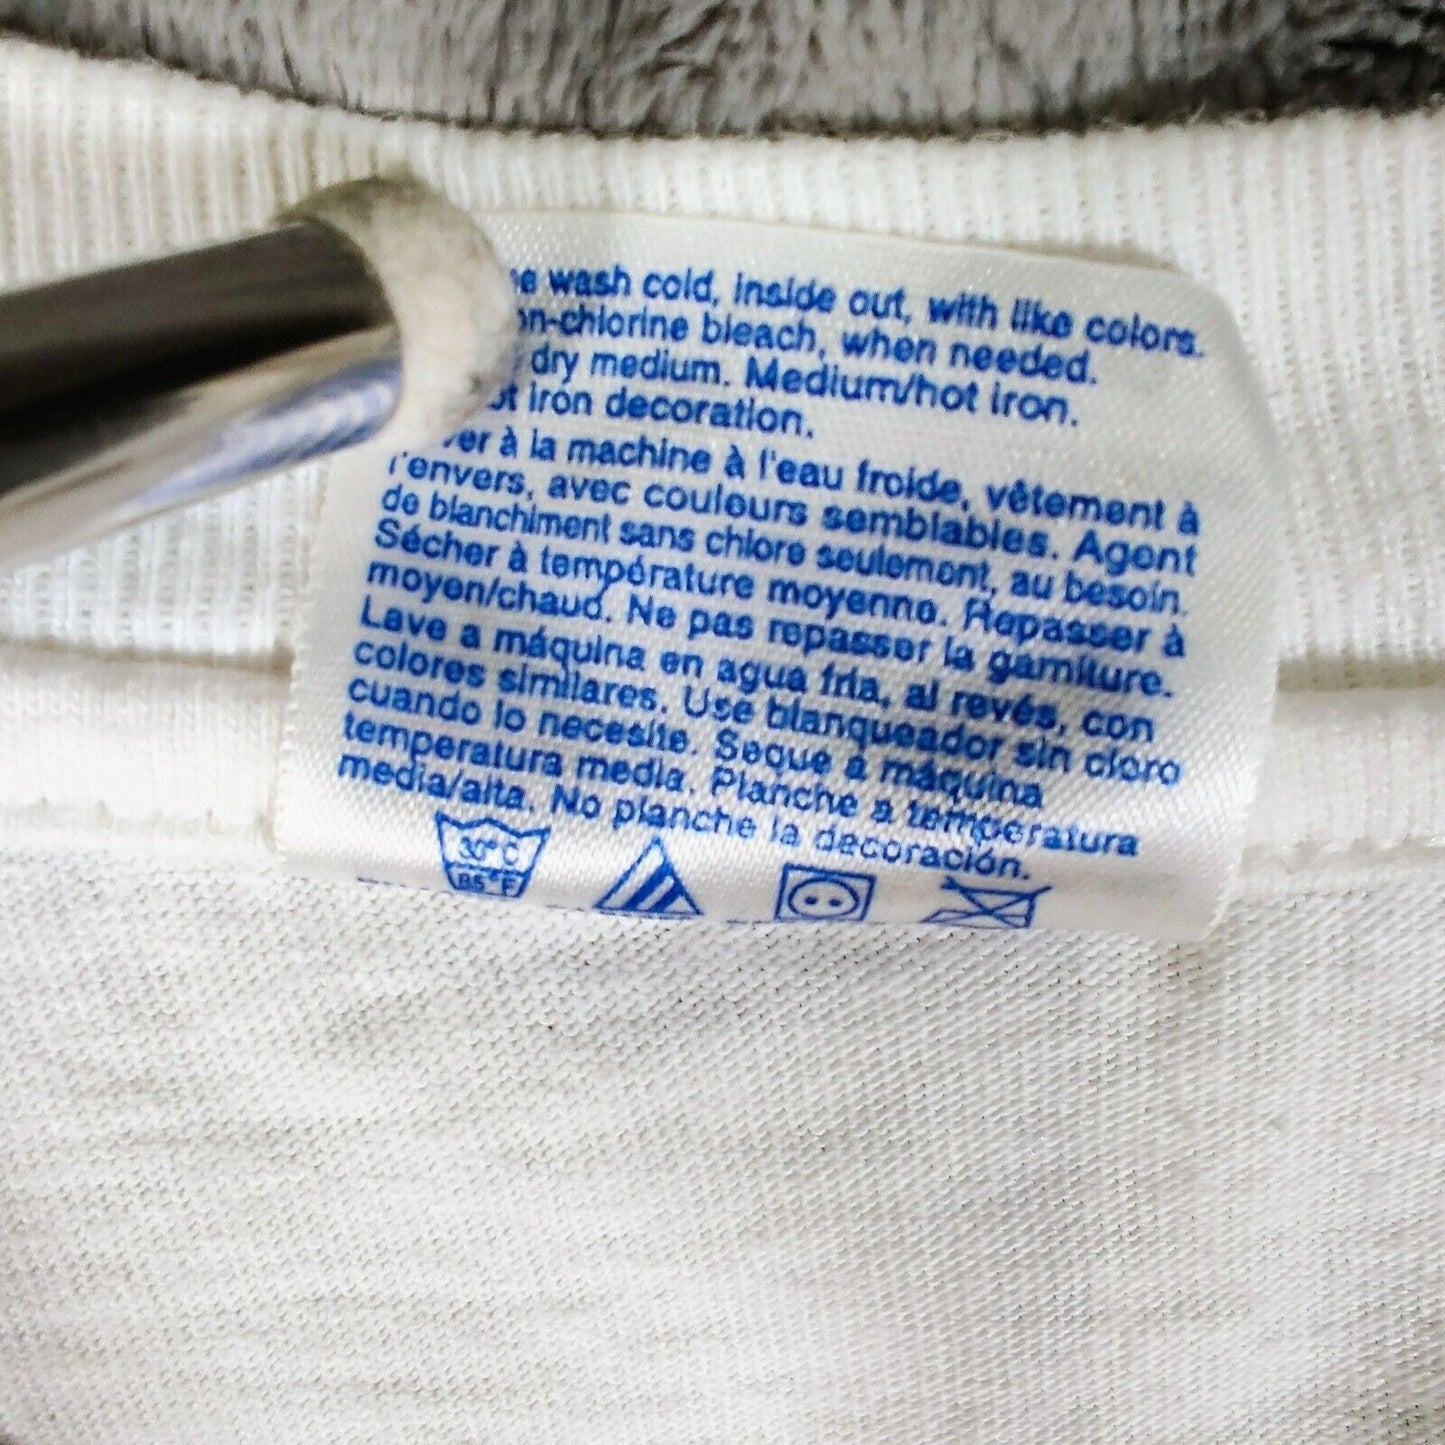 wash cold, inside out, with like colors.
on-chlorine bleach, when needed.
dry medium. Medium/hot iron.
iron decoration.
à la machine à l'eau froide, vêtement à
l'envers, avec couleurs semblables. Agent
de blanchiment sans chlore seulement, au besoin.
Sécher à température moyenne. Repasser à
moyen/chaud. Ne pas repasser la garniture.
Lave a máquina en agua fria, al revés, con
colores similares. Use blanqueador sin cloro
cuando lo necesite. Seque a máquina
temperatura media. Planche a temperatura
media/alta. No planche la decoración.
30°C
85°F